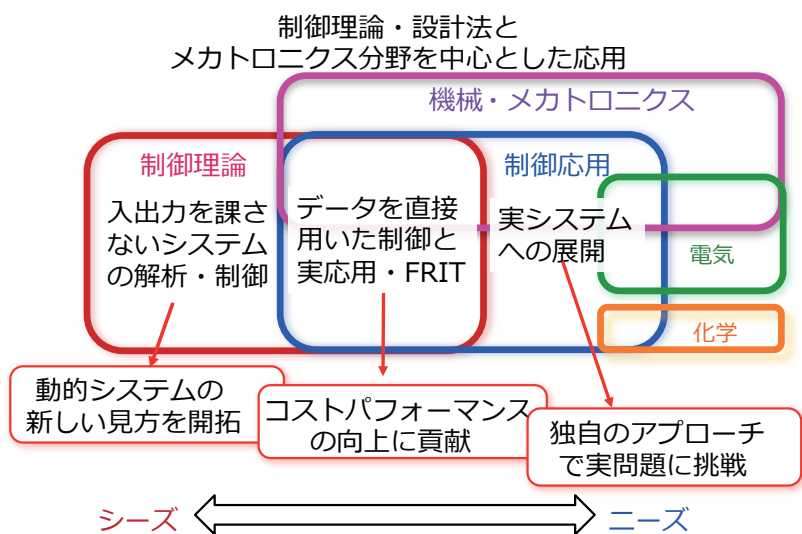 制御理論・設計法と
メカトロニクス分野を中心とした応用
機械・メカトロニクス
制御理論
制御応用
入出力を課さ
ないシステム
の解析・制御
データを直接
用いた制御と
実応用・FRIT
実システム
への展開
電気
化学
動的システムの
新しい見方を開拓
コストパフォーマンス
の向上に貢献
独自のアプローチ
で実問題に挑戦
シーズ
ニーズ